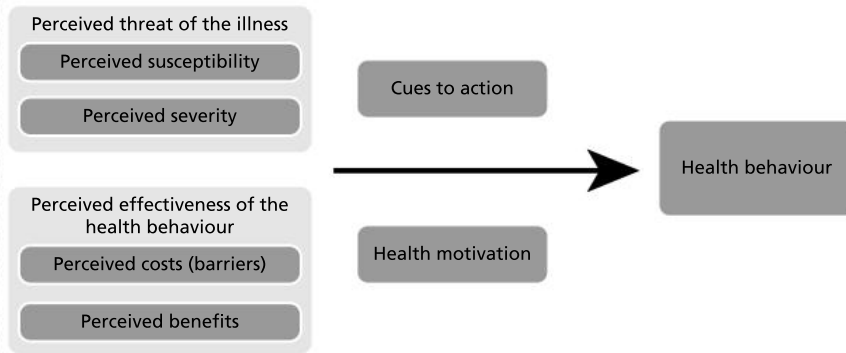 Perceived threat of the illness
Perceived susceptibility
Perceived severity
Perceived effectiveness of the
health behaviour
Perceived costs (barriers)
Perceived benefits
Cues to action
Health motivation
Health behaviour